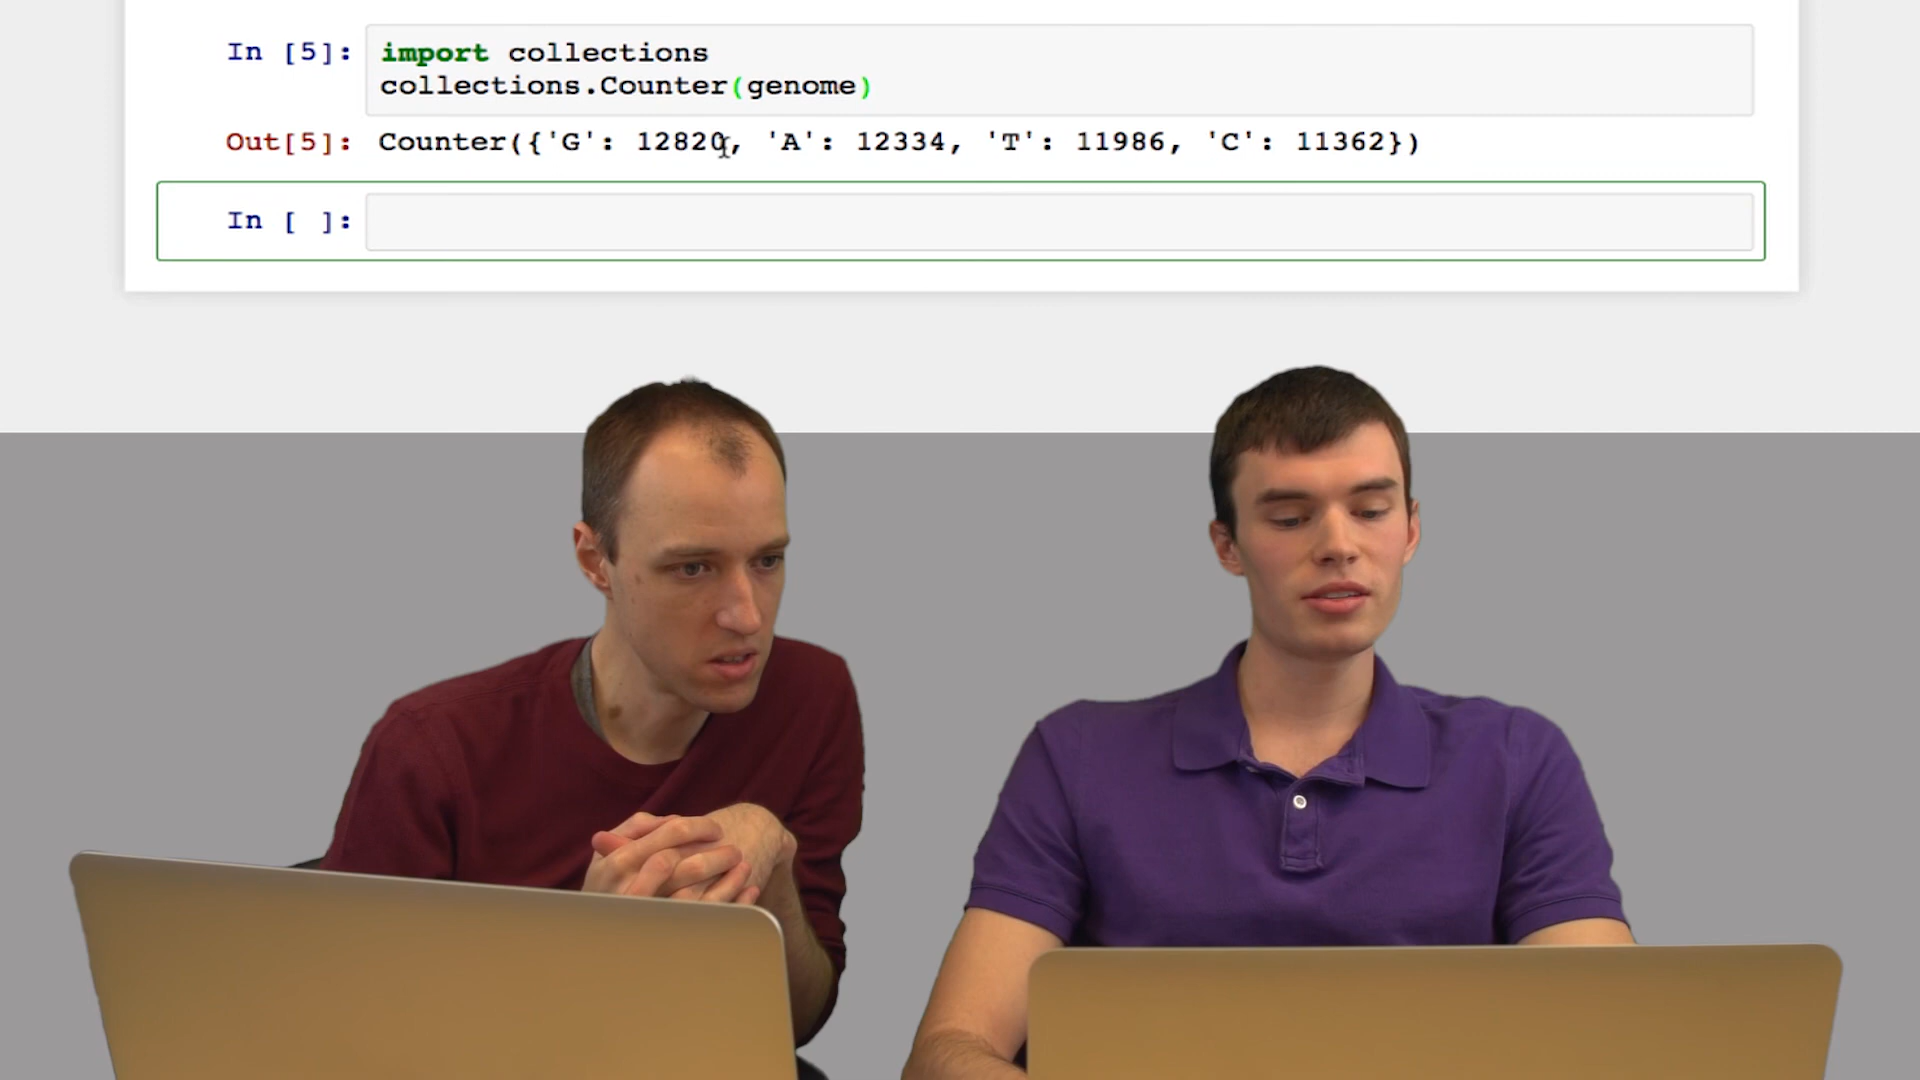 In [5]: import collections
collections.Counter(genome)
Out[5]: Counter({'G': 12820, 'A': 12334, 'T': 11986, 'C': 11362})
In [ ]: